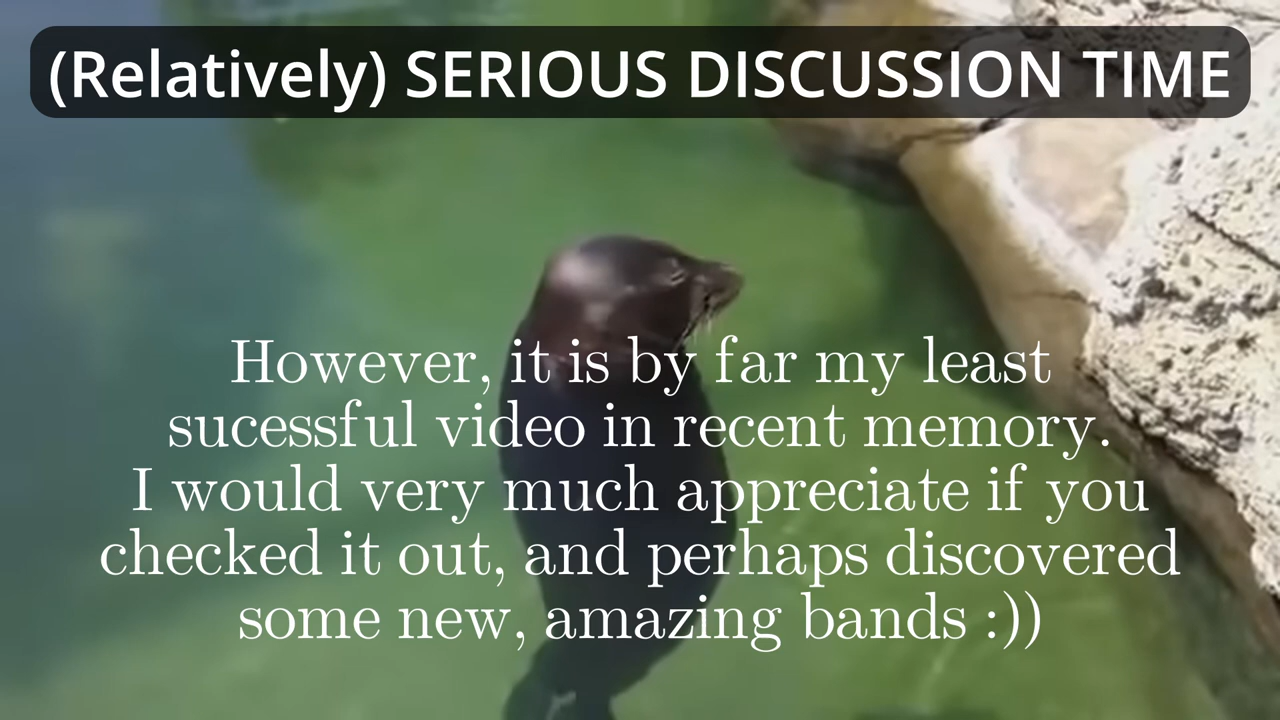 (Relatively) SERIOUS DISCUSSION TIME
However, it is by far my least
sucessful video in recent memory.
I would very much appreciate if you
checked it out, and perhaps discovered
some new, amazing bands :))